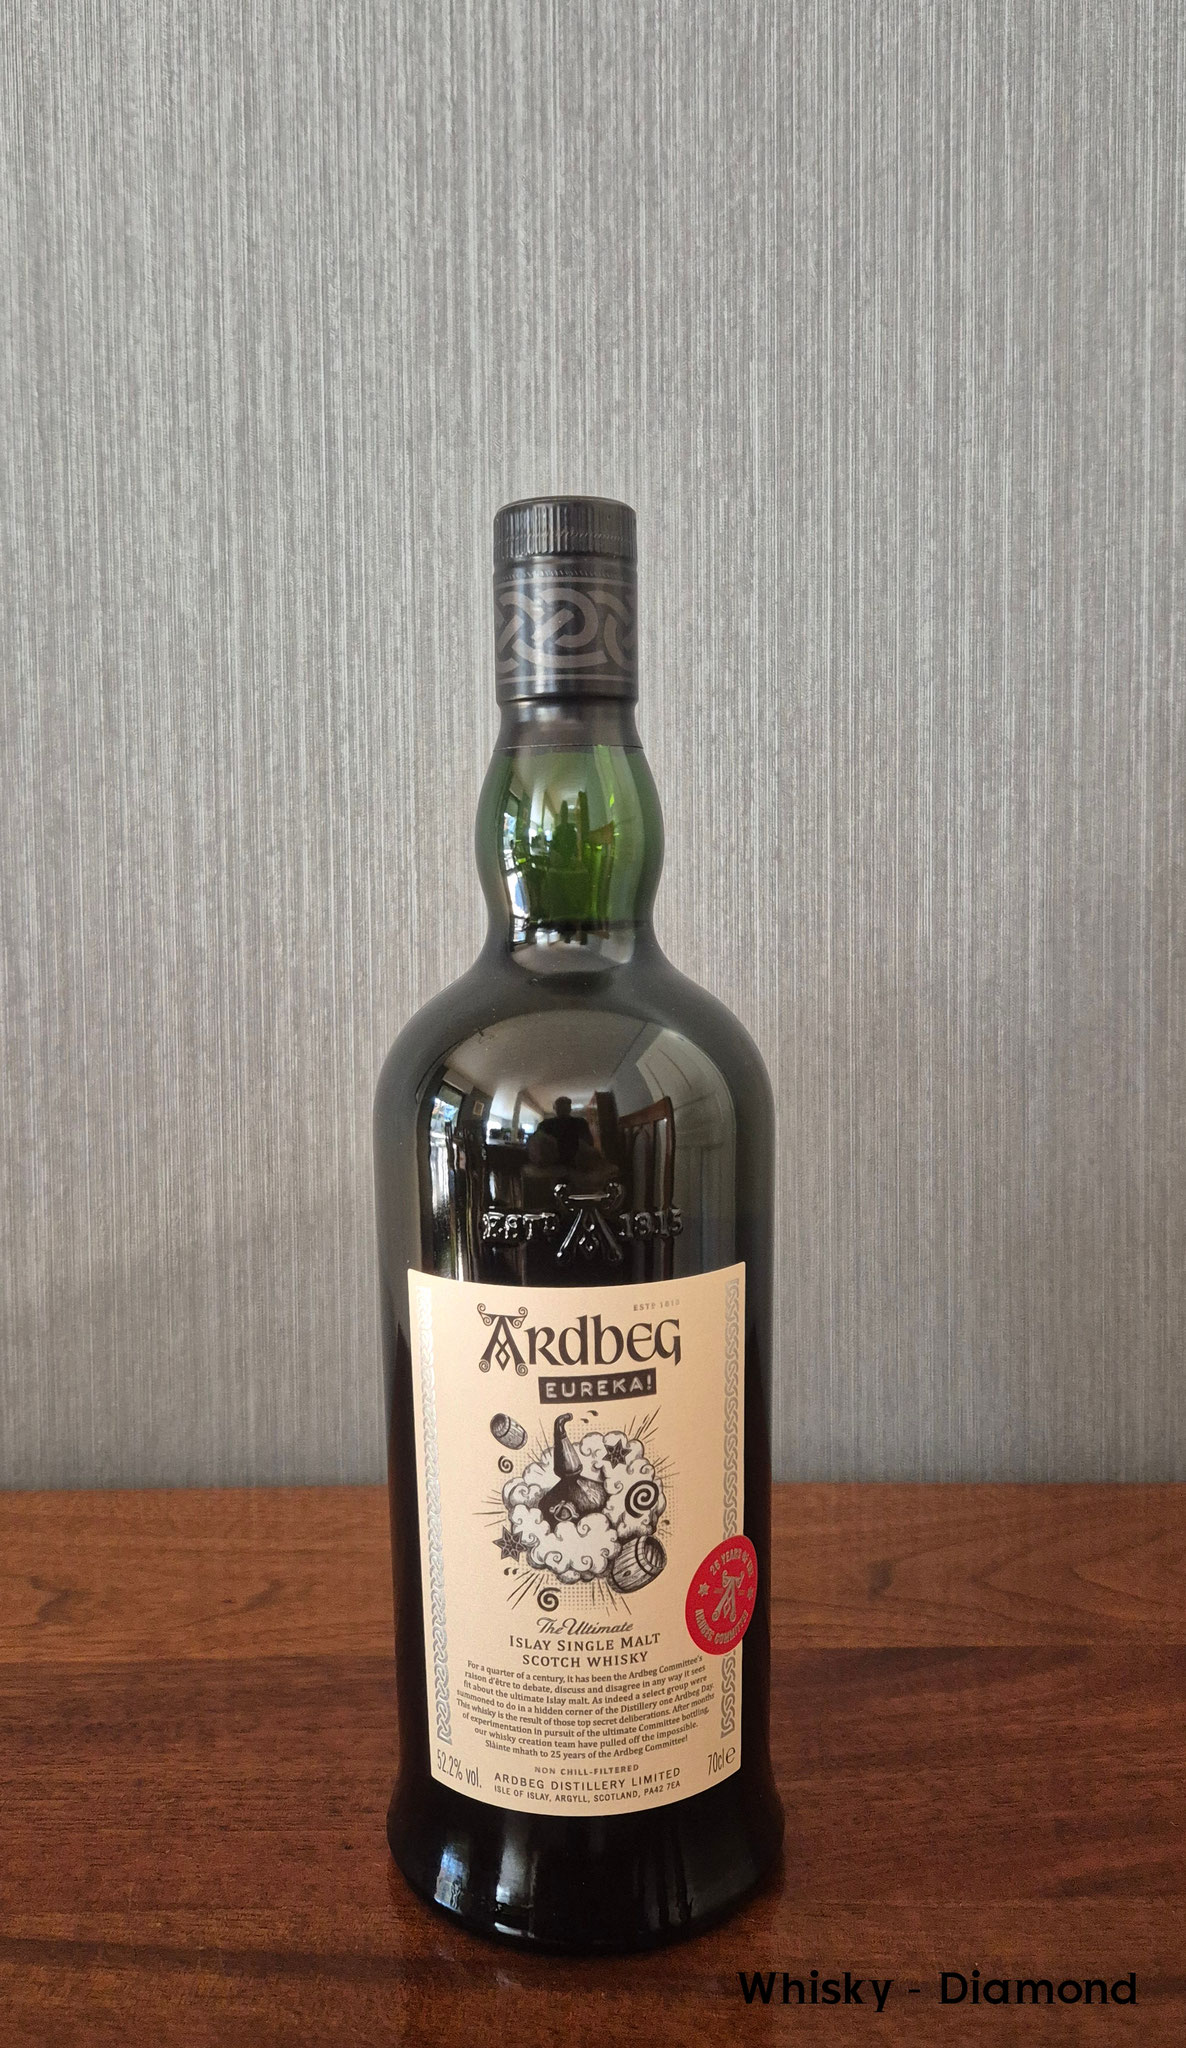 ESTD 1815
ESTD 1815
ARDBEG
EUREKA!
25 YEARS OF THE
ARDBEG COMMITTEE
The Ultimate
ISLAY SINGLE MALT
SCOTCH WHISKY
For a quarter of a century, it has been the Ardbeg Committee's
raison d'être to debate, discuss and disagree in any way it sees
fit about the ultimate Islay malt. As indeed a select group were
summoned to do in a hidden corner of the Distillery one Ardbeg Day.
This whisky is the result of those top secret deliberations. After months
of experimentation in pursuit of the ultimate Committee bottling,
our whisky creation team have pulled off the impossible.
Slàinte mhath to 25 years of the Ardbeg Committee!
52.2% vol.
NON CHILL-FILTERED
70cl e
ARDBEG DISTILLERY LIMITED
ISLE OF ISLAY, ARGYLL, SCOTLAND, PA42 7EA
Whisky - Diamond